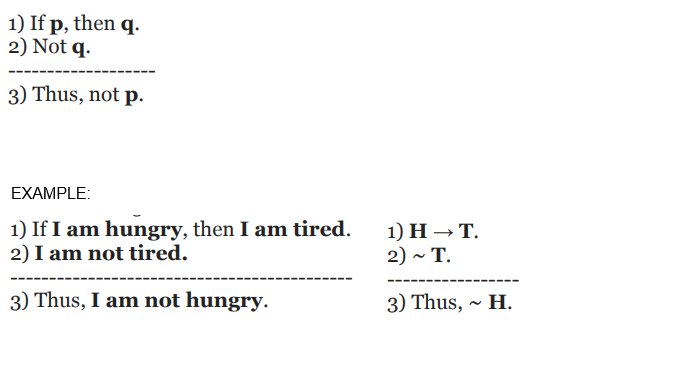 1) If p, then q.
2) Not q.
-------------------
3) Thus, not p.
EXAMPLE:
1) If I am hungry, then I am tired.
2) I am not tired.
--------------------------------------------
3) Thus, I am not hungry.
1) H → T.
2) ~ T.
-----------------
3) Thus, ~ H.